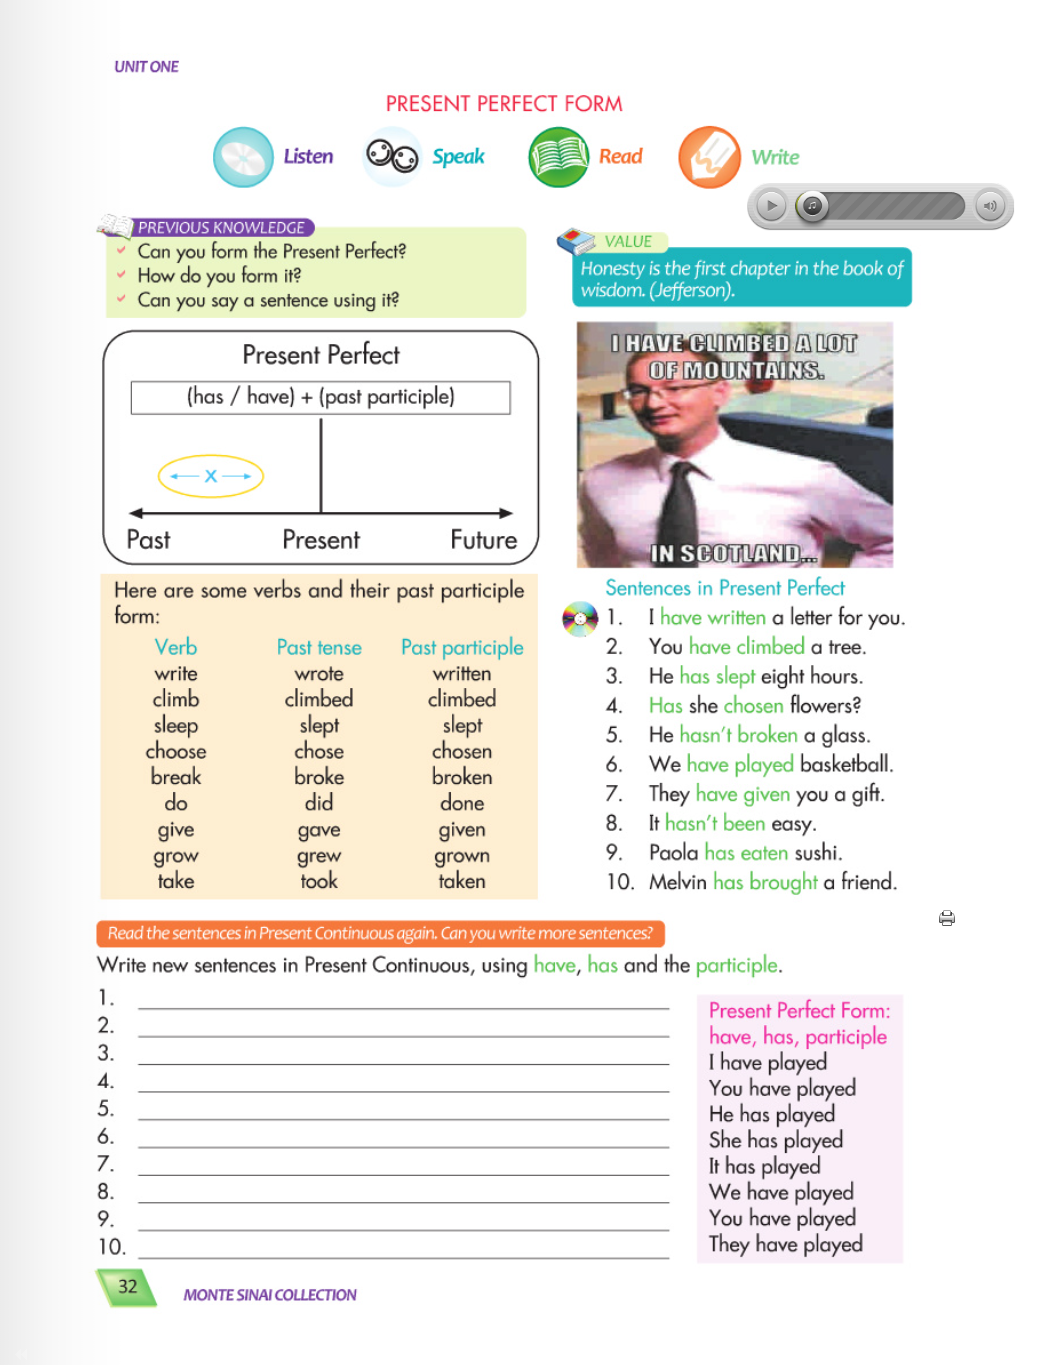 UNIT ONE
PRESENT PERFECT FORM
Listen
Speak
Read
Write
PREVIOUS KNOWLEDGE
Can you form the Present Perfect?
How do you form it?
Can you say a sentence using it?
VALUE
Honesty is the first chapter in the book of
wisdom. (Jefferson).
Present Perfect
(has / have) + (past participle)
X
Past Present Future
I HAVE CLIMBED A LOT
OF MOUNTAINS.
IN SCOTLAND...
Here are some verbs and their past participle
form:
Verb Past tense Past participle
write wrote written
climb climbed climbed
sleep slept slept
choose chose chosen
break broke broken
do did done
give gave given
grow grew grown
take took taken
Sentences in Present Perfect
1. I have written a letter for you.
2. You have climbed a tree.
3. He has slept eight hours.
4. Has she chosen flowers?
5. He hasn't broken a glass.
6. We have played basketball.
7. They have given you a gift.
8. It hasn't been easy.
9. Paola has eaten sushi.
10. Melvin has brought a friend.
Read the sentences in Present Continuous again. Can you write more sentences?
Write new sentences in Present Continuous, using have, has and the participle.
1.
2.
3.
4.
5.
6.
7.
8.
9.
10.
Present Perfect Form:
have, has, participle
I have played
You have played
He has played
She has played
It has played
We have played
You have played
They have played
32
MONTE SINAI COLLECTION